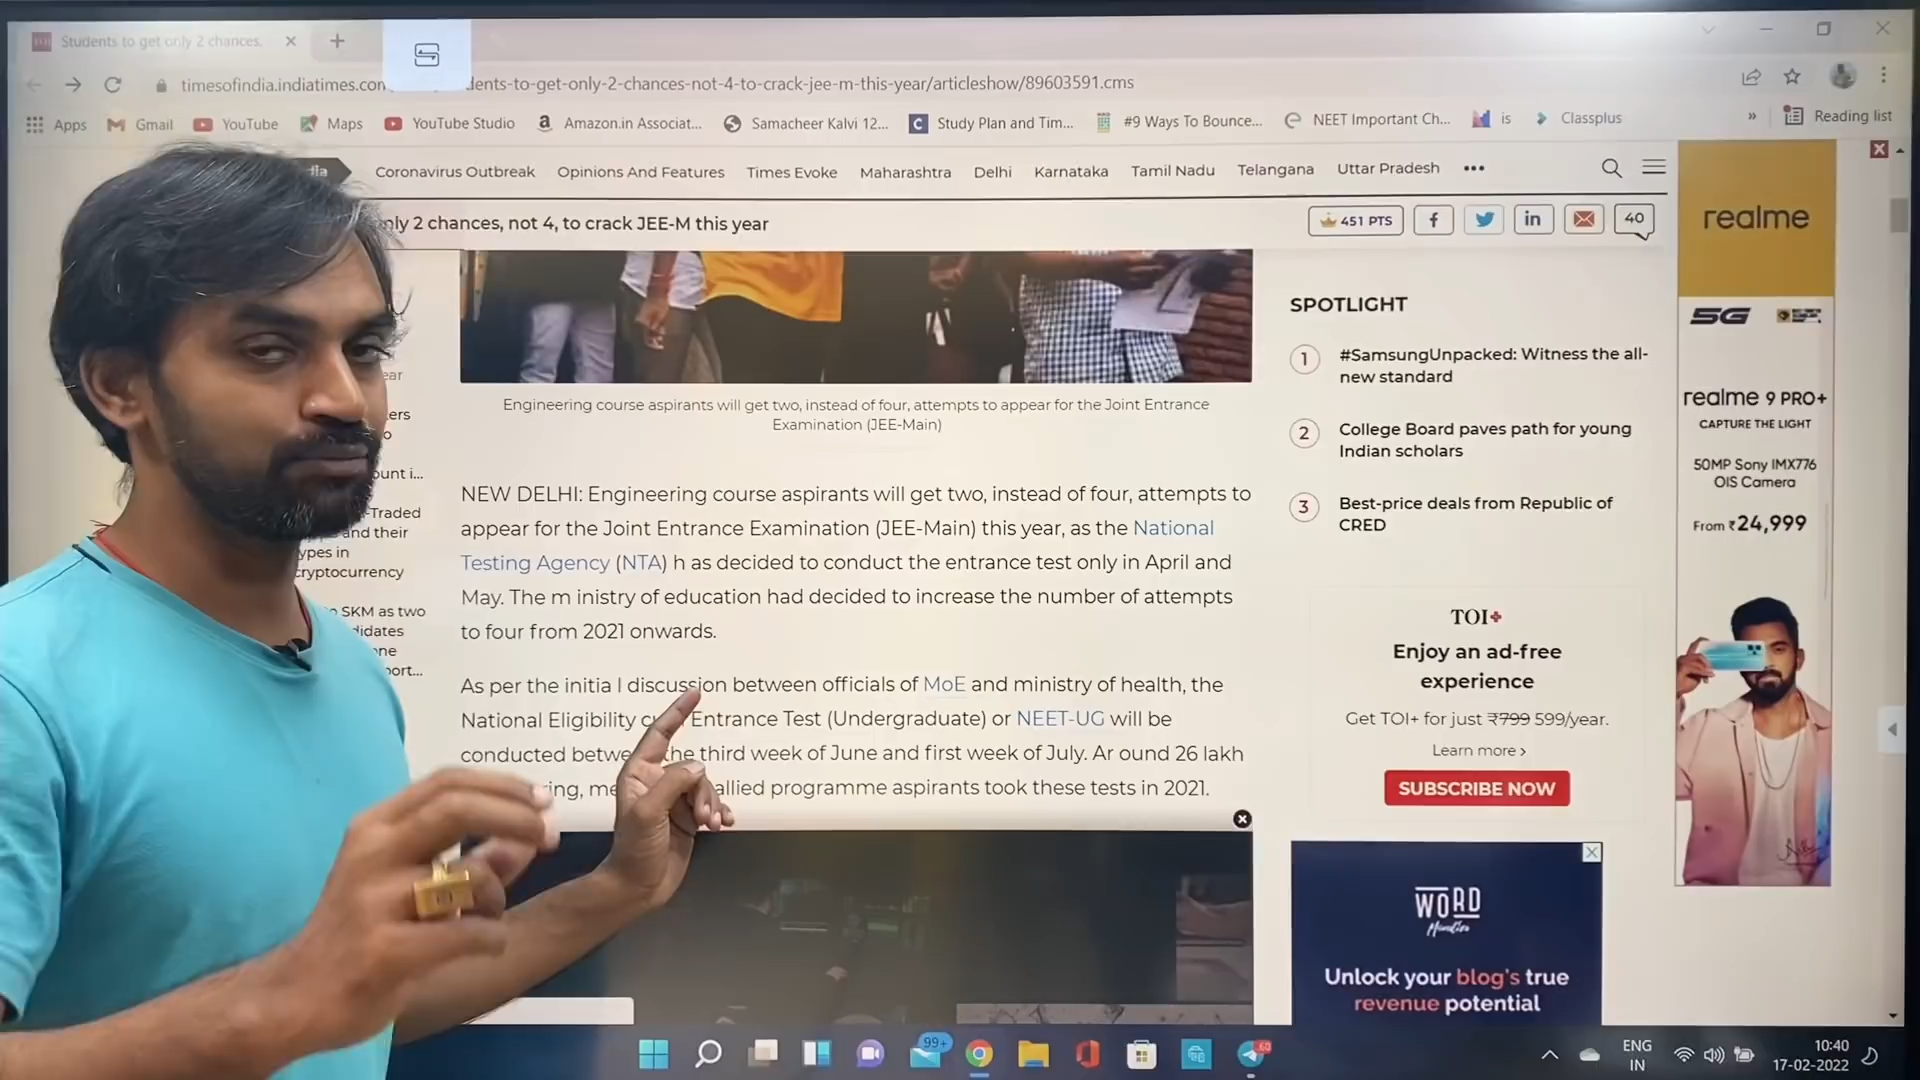 Students to get only 2 chances,
timesofindia.indiatimes.com
dents-to-get-only-2-chances-not-4-to-crack-jee-m-this-year/articleshow/89603591.cms
Apps
Gmail
YouTube
Maps
YouTube Studio
Amazon.in Associat...
Samacheer Kalvi 12...
Study Plan and Tim...
#9 Ways To Bounce...
NEET Important Ch...
is
Classplus
»
Reading list
dia
Coronavirus Outbreak
Opinions And Features
Times Evoke
Maharashtra
Delhi
Karnataka
Tamil Nadu
Telangana
Uttar Pradesh
•••
nly 2 chances, not 4, to crack JEE-M this year
451 PTS
f
in
40
ear
ers
o
ount i...
-Traded
and their
ypes in
cryptocurrency
SKM as two
didates
ne
port...
Engineering course aspirants will get two, instead of four, attempts to appear for the Joint Entrance
Examination (JEE-Main)
NEW DELHI: Engineering course aspirants will get two, instead of four, attempts to
appear for the Joint Entrance Examination (JEE-Main) this year, as the National
Testing Agency (NTA) h as decided to conduct the entrance test only in April and
May. The m inistry of education had decided to increase the number of attempts
to four from 2021 onwards.
As per the initia l discussion between officials of MoE and ministry of health, the
National Eligibility cum Entrance Test (Undergraduate) or NEET-UG will be
conducted between the third week of June and first week of July. Ar ound 26 lakh
ring, me allied programme aspirants took these tests in 2021.
SPOTLIGHT
1 #SamsungUnpacked: Witness the all-
new standard
2 College Board paves path for young
Indian scholars
3 Best-price deals from Republic of
CRED
TOI+
Enjoy an ad-free
experience
Get TOI+ for just ₹799 599/year.
Learn more >
SUBSCRIBE NOW
WORD
Unlock your blog's true
revenue potential
realme
5G
realme 9 PRO+
CAPTURE THE LIGHT
50MP Sony IMX776
OIS Camera
From ₹24,999
99+
60
ENG
IN
10:40
17-02-2022